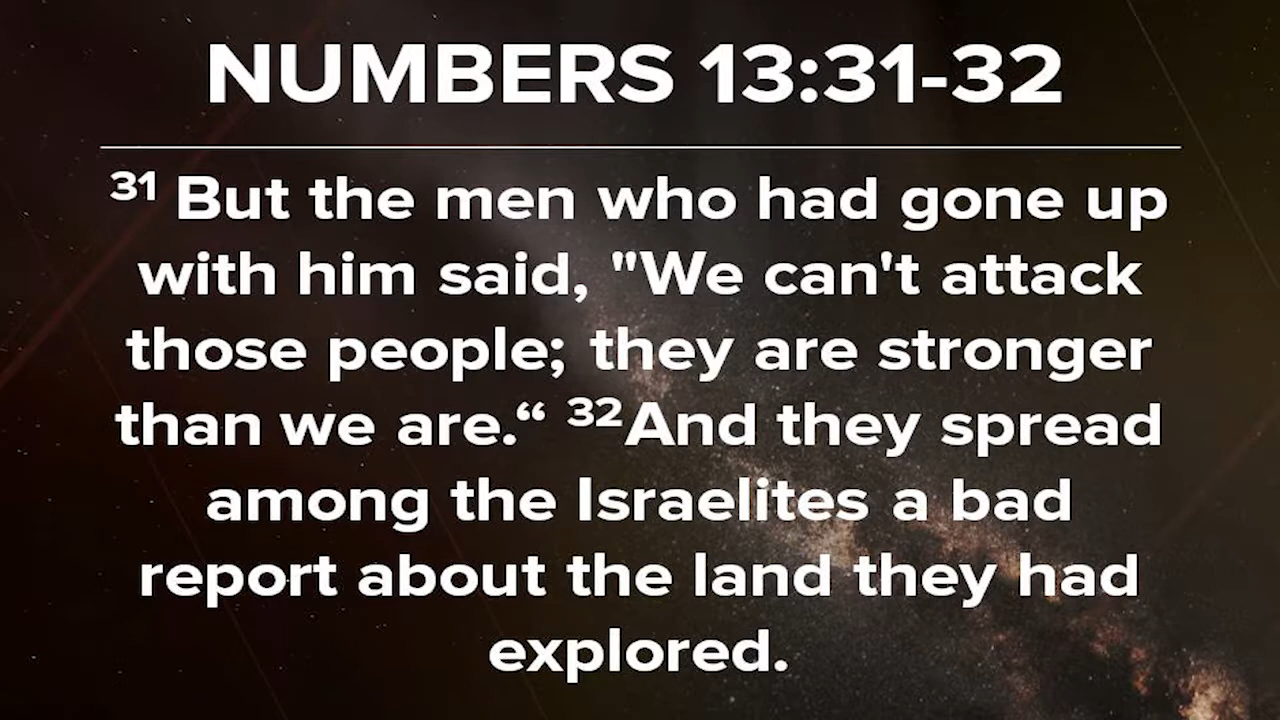 NUMBERS 13:31-32
³¹ But the men who had gone up
with him said, "We can't attack
those people; they are stronger
than we are.“ ³²And they spread
among the Israelites a bad
report about the land they had
explored.